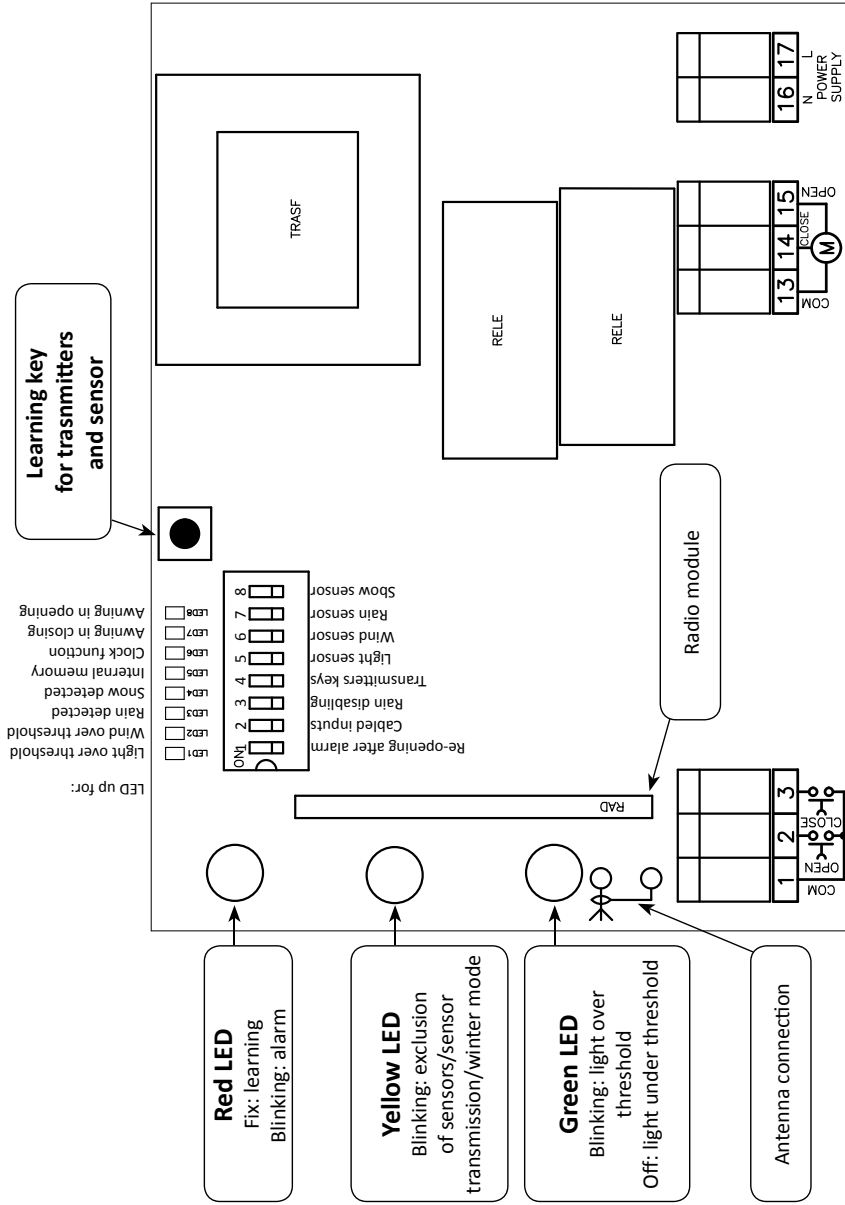 Learning key
for trasnmitters
and sensor
LED up for:
Light over threshold
Wind over threshold
Rain detected
Snow detected
Internal memory
Clock function
Awning in closing
Awning in opening
LED1
LED2
LED3
LED4
LED5
LED6
LED7
LED8
ON
1 2 3 4 5 6 7 8
Re-opening after alarm
Cabled inputs
Rain disabling
Transmitters keys
Light sensor
Wind sensor
Rain sensor
Sbow sensor
TRASF
RELE
RELE
RAD
Radio module
Red LED
Fix: learning
Blinking: alarm
Yellow LED
Blinking: exclusion
of sensors/sensor
transmission/winter mode
Green LED
Blinking: light over
threshold
Off: light under threshold
Antenna connection
1 2 3
COM
OPEN
CLOSE
13 14 15
COM
CLOSE
OPEN
M
16 17
N L
POWER
SUPPLY